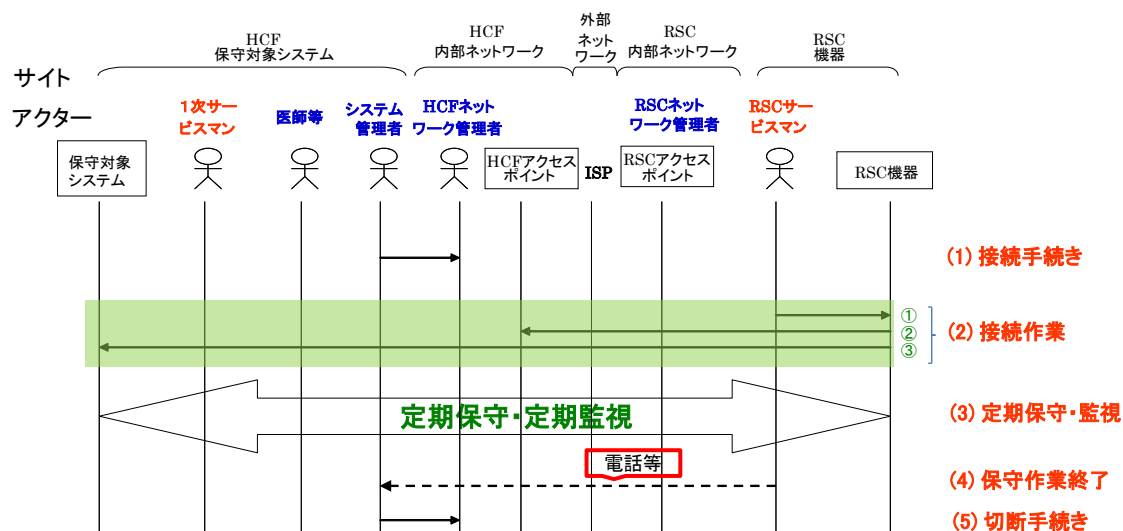 HCF
保守対象システム
HCF
内部ネットワーク
外部
ネット
ワーク
RSC
内部ネットワーク
RSC
機器
サイト
アクター
1次サー
ビスマン
医師等
システム
管理者
HCFネット
ワーク管理者
RSCネット
ワーク管理者
RSCサー
ビスマン
保守対象
システム
HCFアクセス
ポイント
ISP
RSCアクセス
ポイント
RSC機器
(1) 接続手続き
①
②
③
(2) 接続作業
定期保守・定期監視
(3) 定期保守・監視
電話等
(4) 保守作業終了
(5) 切断手続き